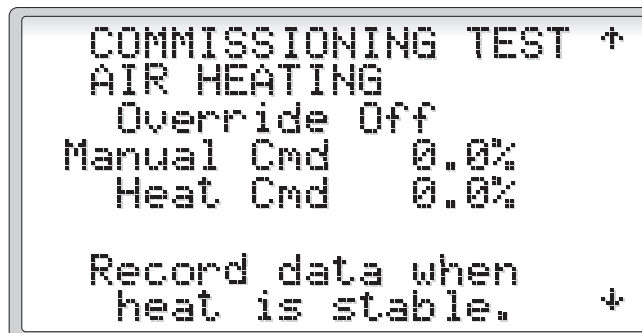 COMMISSIONING TEST ↑
AIR HEATING
Override Off
Manual Cmd 0.0%
Heat Cmd 0.0%
Record data when
heat is stable. ↓